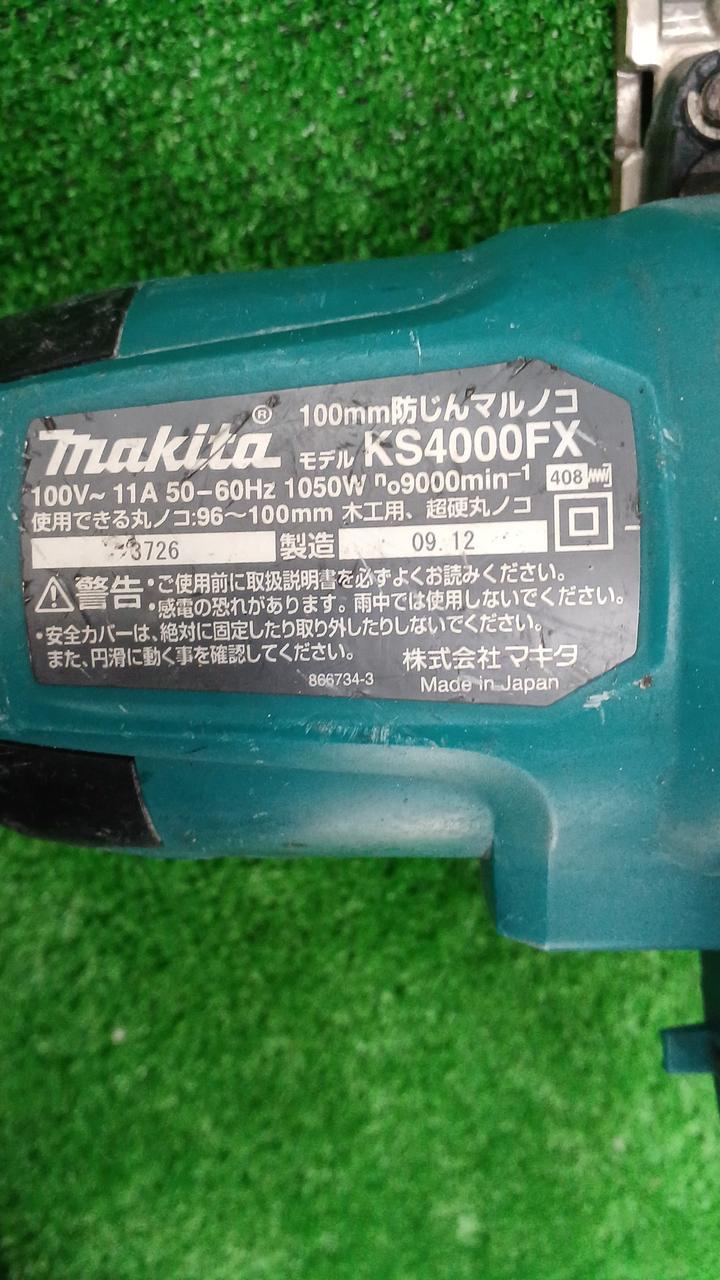 makita® 100mm防じんマルノコ
モデル KS4000FX
100V~ 11A 50-60Hz 1050W n₀9000min⁻¹ 408
使用できる丸ノコ:96~100mm 木工用、超硬丸ノコ
3726 製造 09.12
警告 ・ご使用前に取扱説明書を必ずよくお読みください。
・感電の恐れがあります。雨中では使用しないでください。
・安全カバーは、絶対に固定したり取り外したりしないでください。
また、円滑に動く事を確認してください。
株式会社マキタ
866734-3 Made in Japan